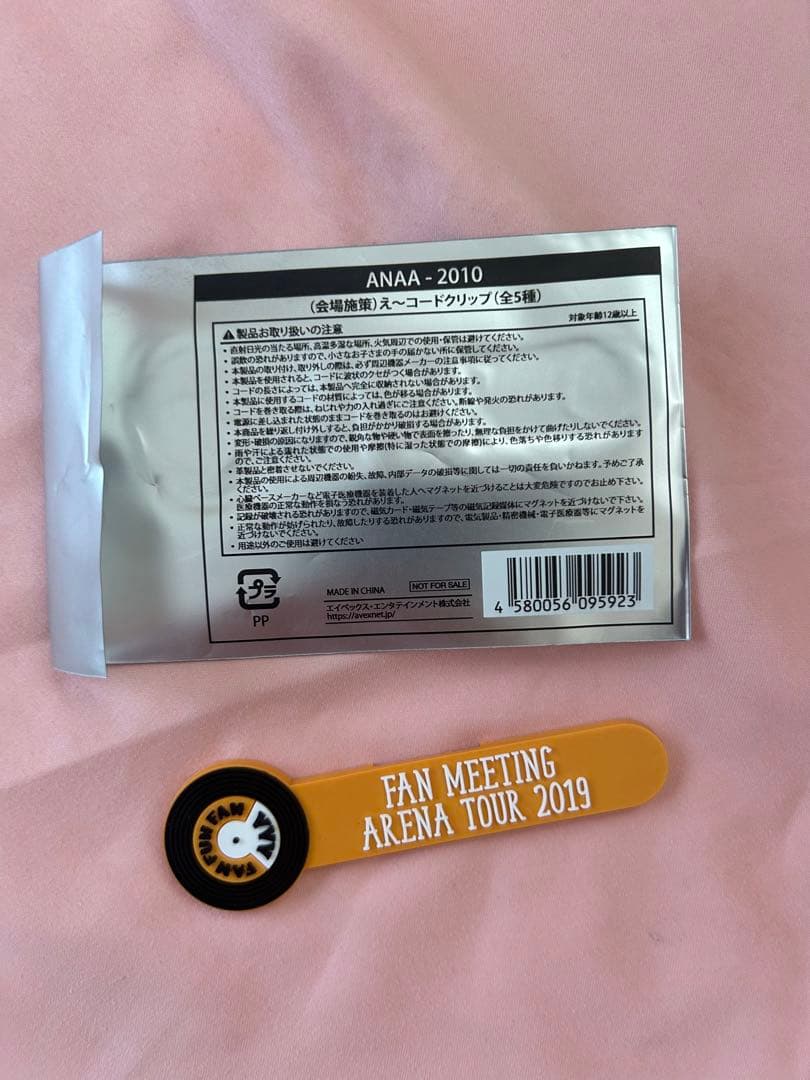 ANAA - 2010
（会場施策）え～コードクリップ（全5種）
対象年齢12歳以上
製品お取り扱いの注意
・直射日光の当たる場所、高温多湿な場所、火気周辺での使用・保管は避けてください。
・誤飲の恐れがありますので、小さなお子さまの手の届かない所に保管してください。
・本製品の取り付け、取り外しの際は、必ず周辺機器メーカーの注意事項に従ってください。
・本製品を使用されると、コードに波状のクセがつく場合があります。
・コードの長さによっては、本製品へ完全に収納されない場合があります。
・本製品に使用するコードの材質によっては、色が移る場合があります。
・コードを巻き取る際は、ねじれや力の入れ過ぎにご注意ください。断線や発火の恐れがあります。
・電源に差し込まれた状態のままコードを巻き取るのはお避けください。
・本商品を繰り返し付け外しすると、負担がかかり破損する場合があります。
・変形・破損の原因になりますので、鋭角な物や硬い物で表面を擦ったり、無理な負担をかけて曲げたりしないでください。
・雨や汗による濡れた状態での使用や摩擦（特に湿った状態での摩擦）により、色落ちや色移りする恐れがあります
のでご注意ください。
・革製品と密着させないでください。
・本製品の使用による周辺機器の紛失、故障、内部データの破損等に関しては一切の責任を負いかねます。予めご了承
ください。
・心臓ペースメーカーなど電子医療機器を装着した人へマグネットを近づけることは大変危険ですのでお止め下さい。
医療機器の正常な動作を損なう恐れがあります。
・記録が破壊される恐れがありますので、磁気カード・磁気テープ等の磁気記録媒体にマグネットを近づけないで下さい。
・正常な動作が妨げられたり、故障したりする恐れがありますので、電気製品・精密機械・電子医療器等にマグネットを
近づけないでください。
・用途以外のご使用は避けてください
プラ
PP
MADE IN CHINA
NOT FOR SALE
エイベックス・エンタテインメント株式会社
https://avexnet.jp/
4 580056 095923
FAN MEETING
ARENA TOUR 2019
AAA FAN FUN FAN